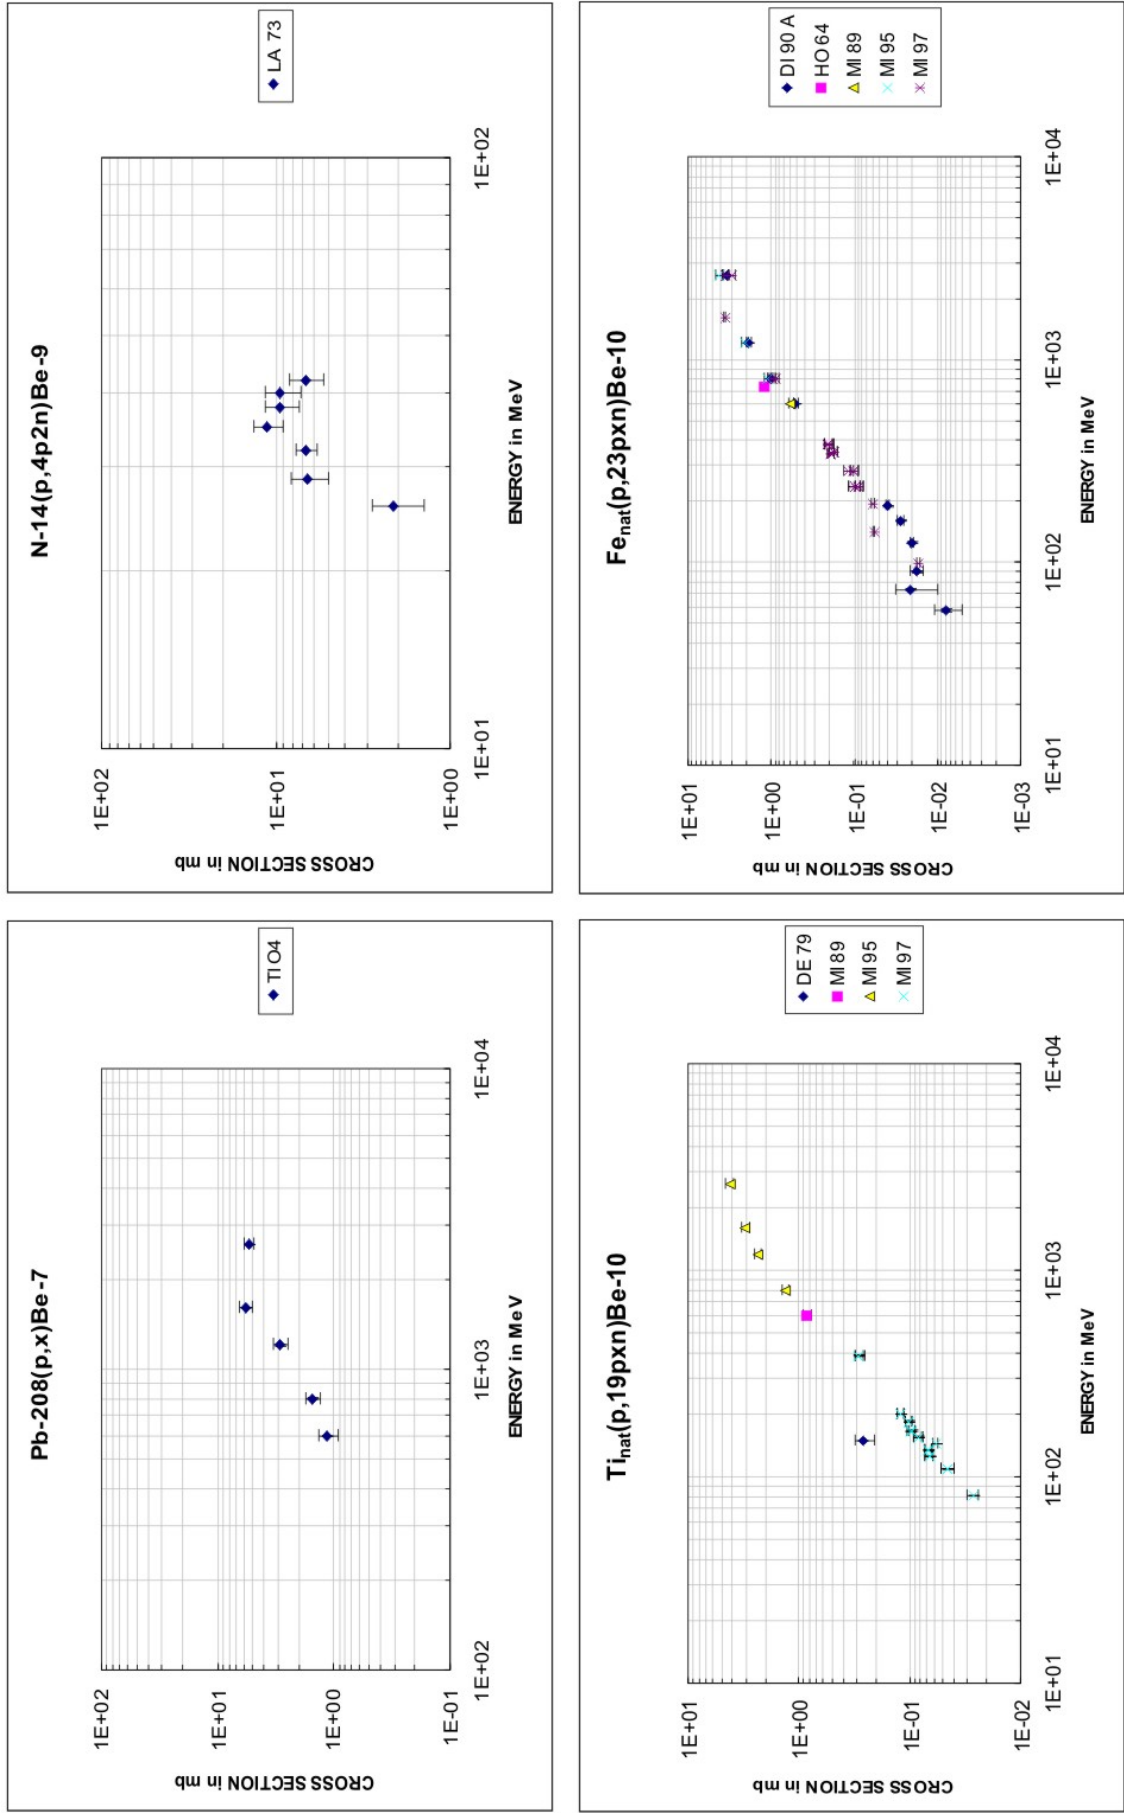 Pb-208(p,x)Be-7
CROSS SECTION in mb
1E+02
1E+01
1E+00
1E-01
1E+02
1E+03
1E+04
ENERGY in MeV
TI04
N-14(p,4p2n)Be-9
CROSS SECTION in mb
1E+02
1E+01
1E+00
1E+01
1E+02
ENERGY in MeV
LA 73
Tinat(p,19pxn)Be-10
CROSS SECTION in mb
1E+01
1E+00
1E-01
1E-02
1E+01
1E+02
1E+03
1E+04
ENERGY in MeV
DE 79
MI 89
MI 95
MI 97
Fenat(p,23pxn)Be-10
CROSS SECTION in mb
1E+01
1E+00
1E-01
1E-02
1E-03
1E+01
1E+02
1E+03
1E+04
ENERGY in MeV
DI 90 A
HO 64
MI 89
MI 95
MI 97